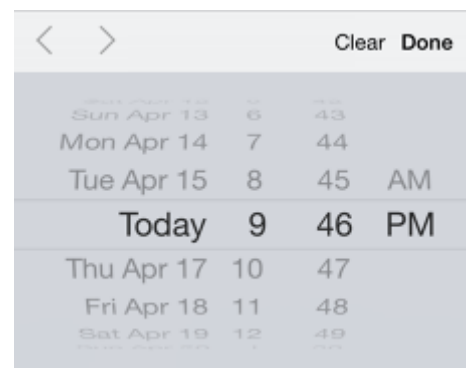 Clear Done
Sun Apr 13 6 43
Mon Apr 14 7 44
Tue Apr 15 8 45 AM
Today 9 46 PM
Thu Apr 17 10 47
Fri Apr 18 11 48
Sat Apr 19 12 49